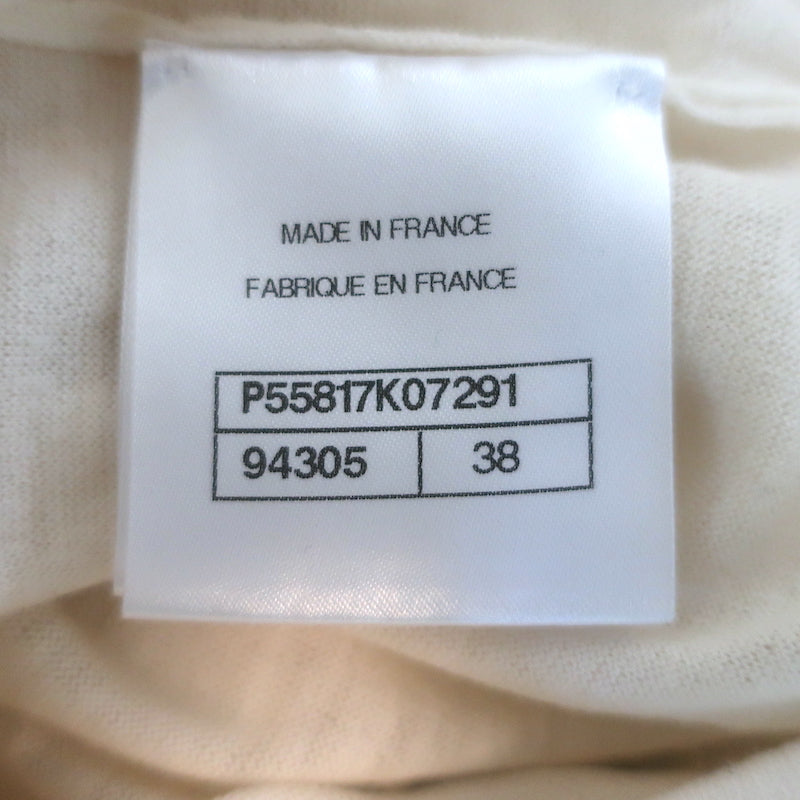 MADE IN FRANCE
FABRIQUE EN FRANCE
P55817K07291
94305 38